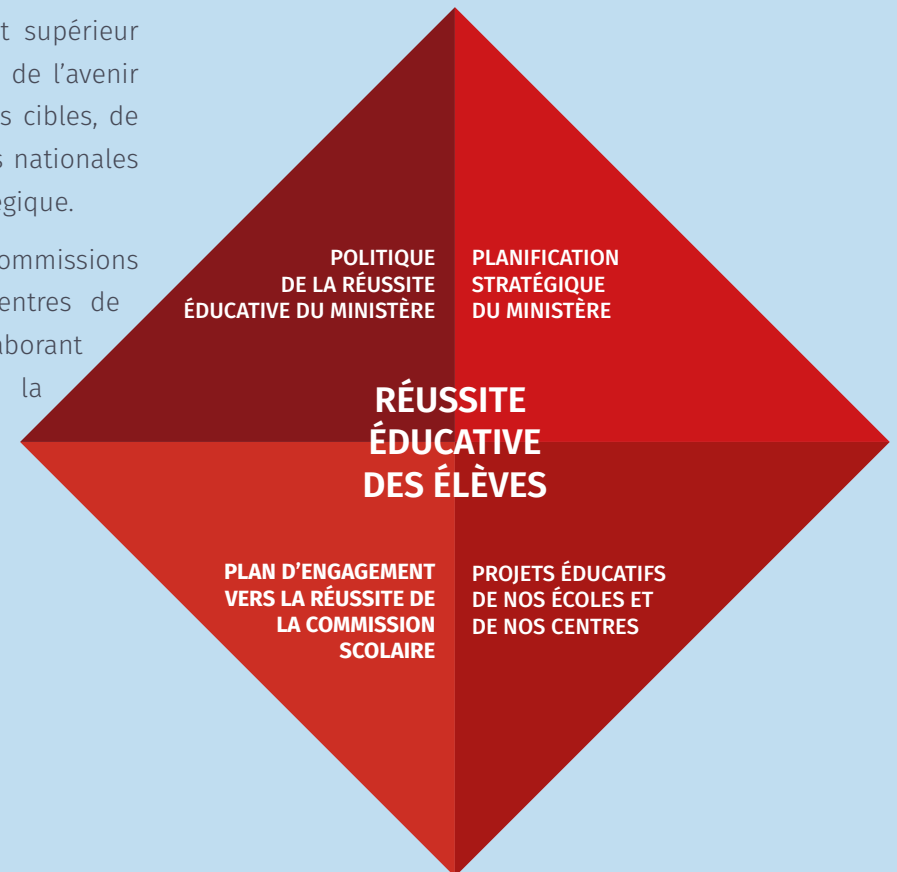 t supérieur
de l’avenir
s cibles, de
s nationales
égique.
ommissions
entres de
aborant
la
POLITIQUE
DE LA RÉUSSITE
ÉDUCATIVE DU MINISTÈRE
PLANIFICATION
STRATÉGIQUE
DU MINISTÈRE
RÉUSSITE
ÉDUCATIVE
DES ÉLÈVES
PLAN D’ENGAGEMENT
VERS LA RÉUSSITE DE
LA COMMISSION
SCOLAIRE
PROJETS ÉDUCATIFS
DE NOS ÉCOLES ET
DE NOS CENTRES